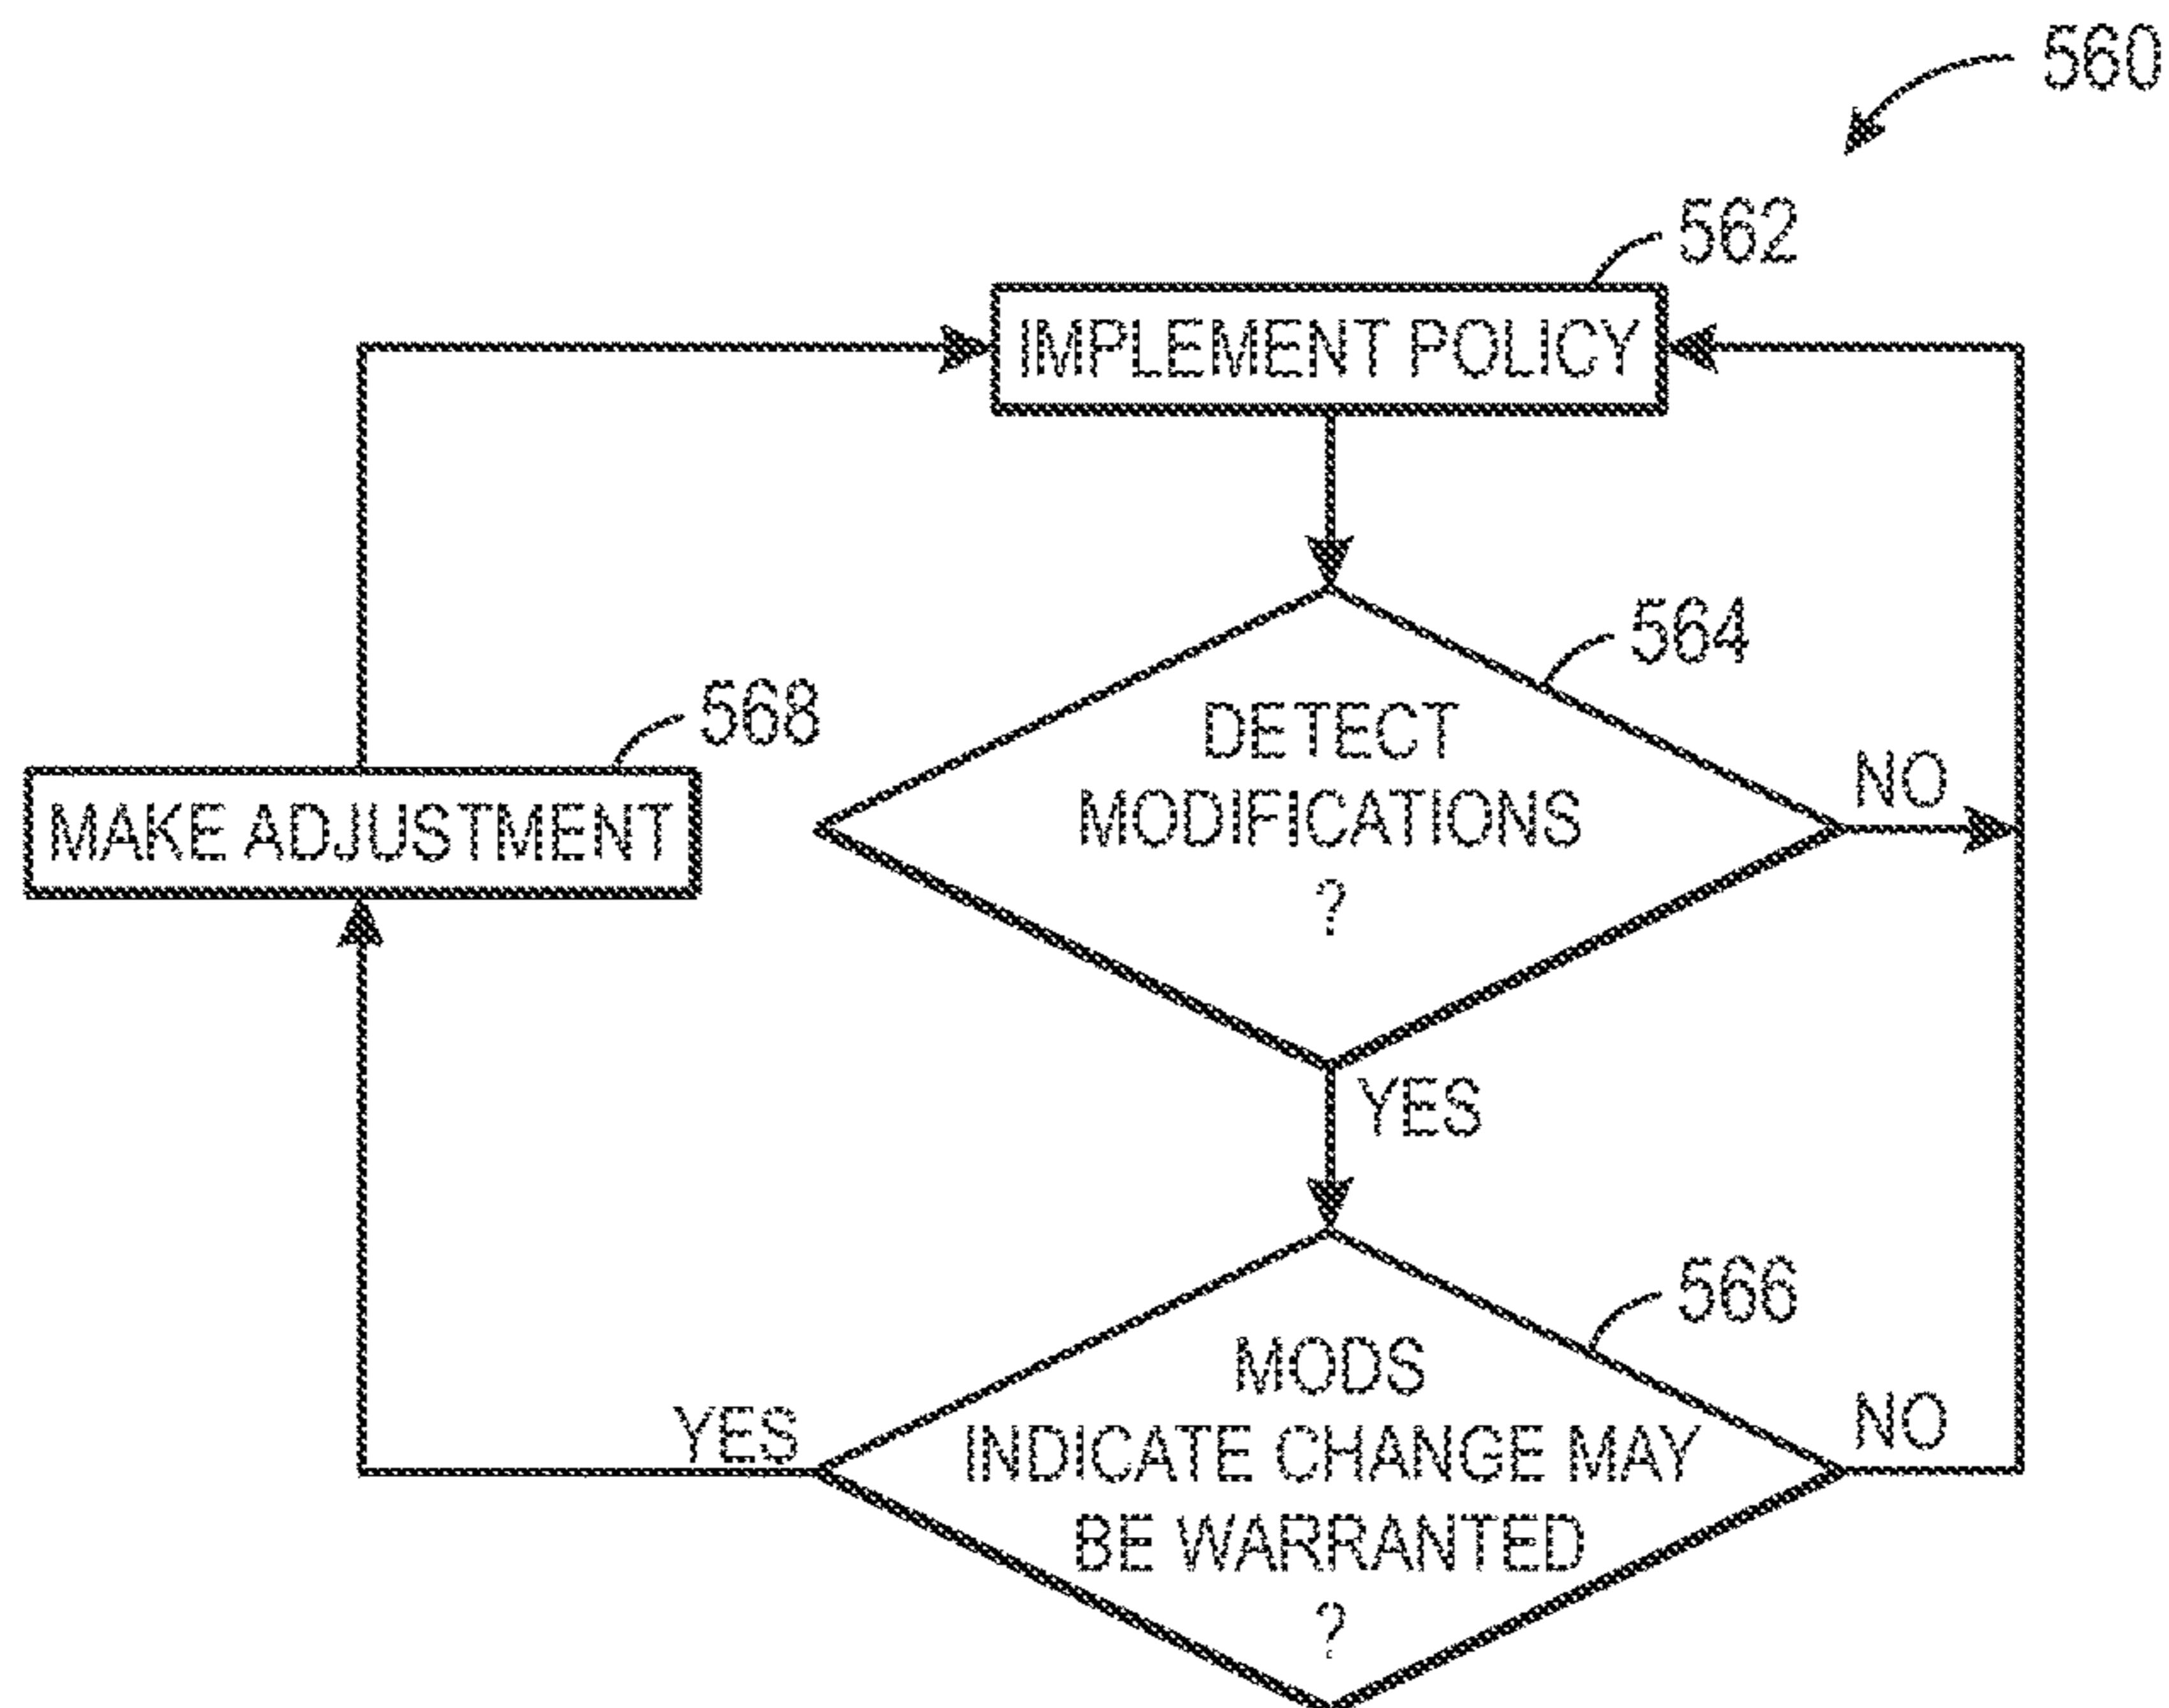 560
562
IMPLEMENT POLICY
564
DETECT
MODIFICATIONS
?
NO
568
MAKE ADJUSTMENT
YES
566
MODS
INDICATE CHANGE MAY
BE WARRANTED
?
YES
NO